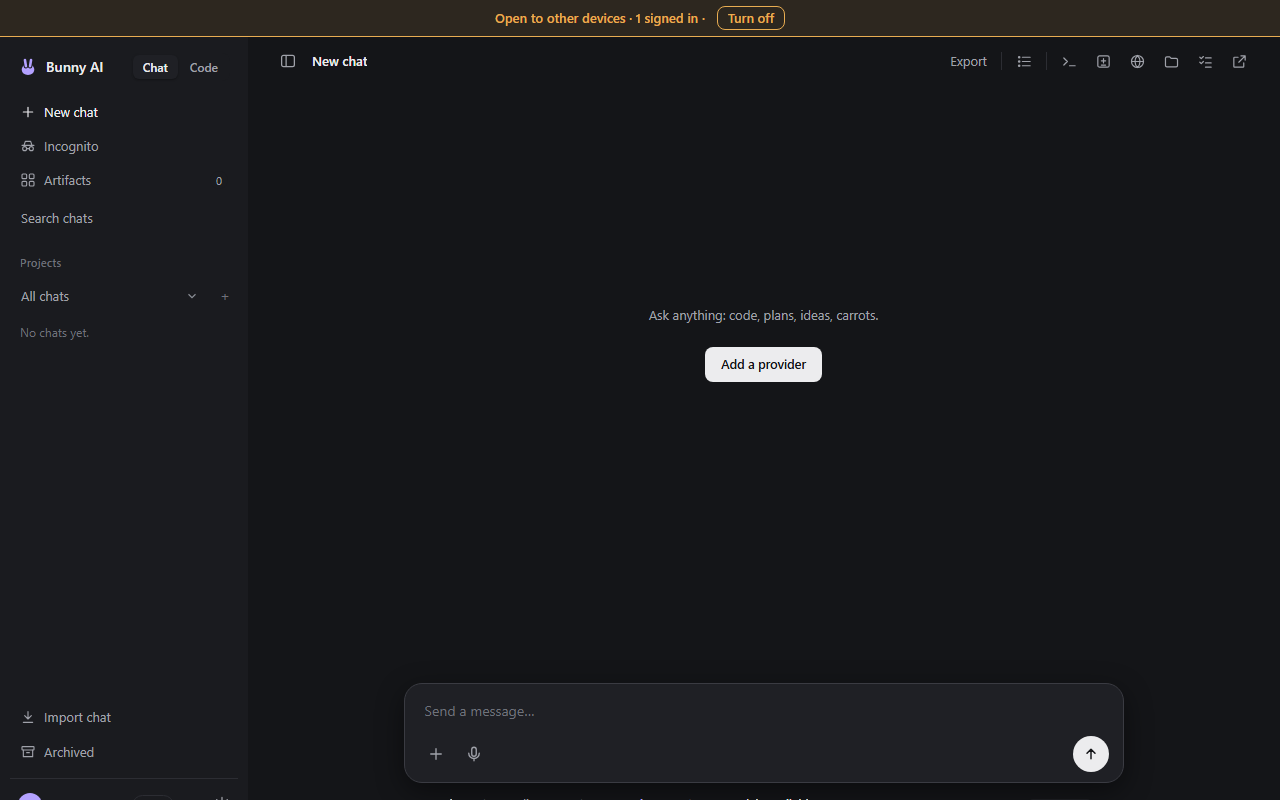 Open to other devices · 1 signed in ·
Turn off
Bunny AI
Chat
Code
New chat
Export
New chat
Incognito
Artifacts
0
Search chats
Projects
All chats
No chats yet.
Ask anything: code, plans, ideas, carrots.
Add a provider
Send a message…
Import chat
Archived